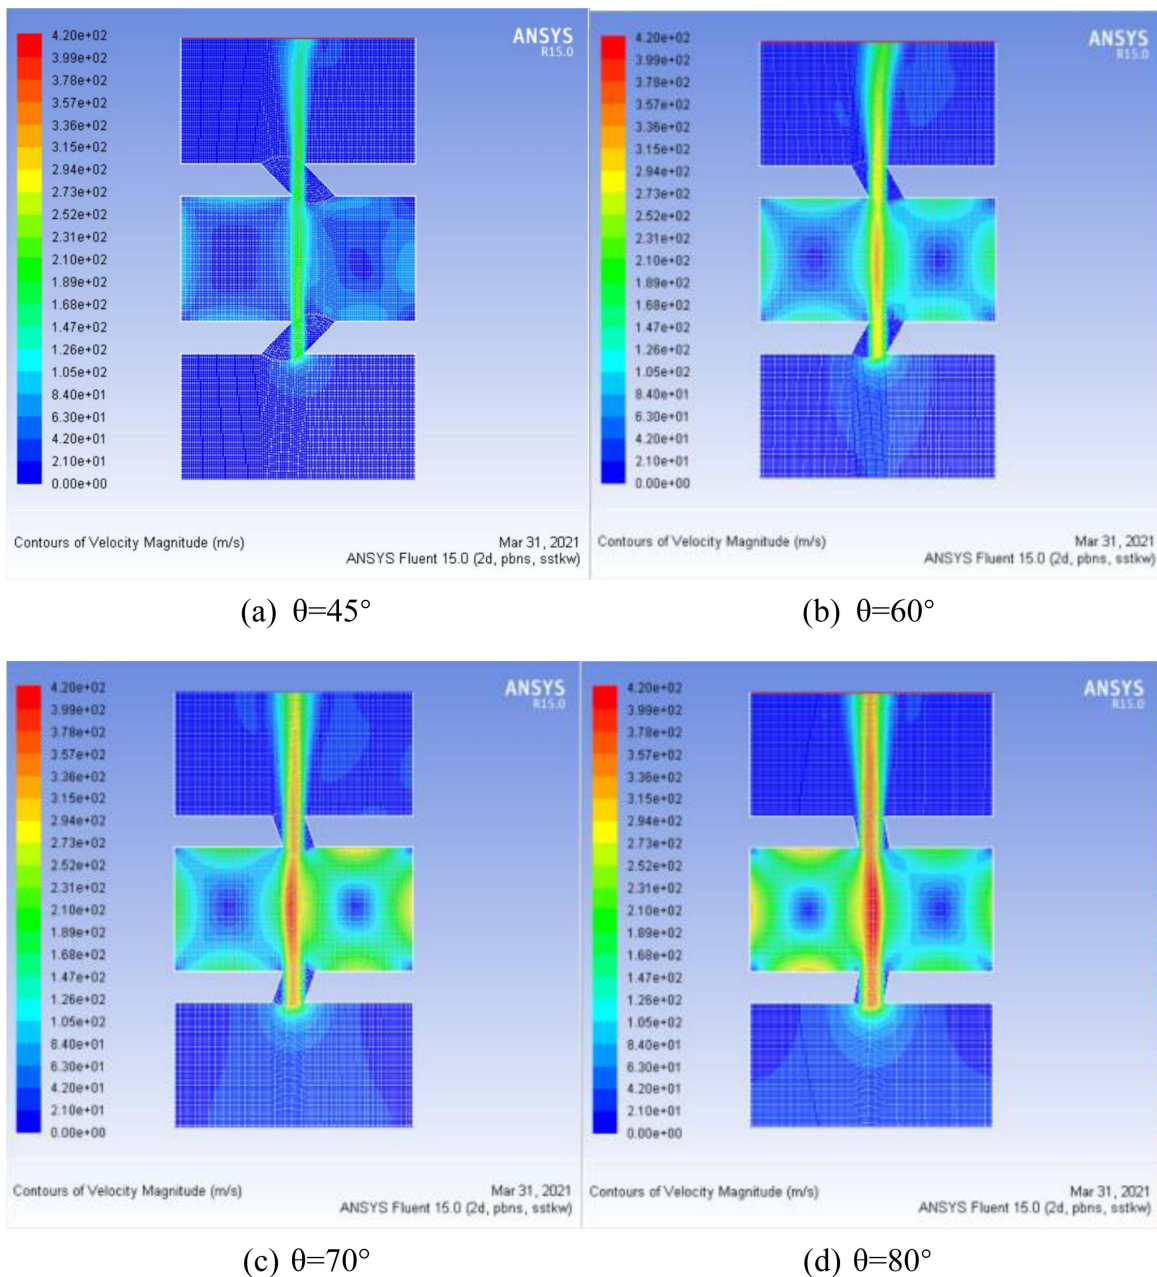 4.20e+02
3.99e+02
3.78e+02
3.57e+02
3.36e+02
3.15e+02
2.94e+02
2.73e+02
2.52e+02
2.31e+02
2.10e+02
1.89e+02
1.68e+02
1.47e+02
1.26e+02
1.05e+02
8.40e+01
6.30e+01
4.20e+01
2.10e+01
0.00e+00
ANSYS
R15.0
Contours of Velocity Magnitude (m/s)
Mar 31, 2021
ANSYS Fluent 15.0 (2d, pbns, sstkw)
(a) θ=45°
4.20e+02
3.99e+02
3.78e+02
3.57e+02
3.36e+02
3.15e+02
2.94e+02
2.73e+02
2.52e+02
2.31e+02
2.10e+02
1.89e+02
1.68e+02
1.47e+02
1.26e+02
1.05e+02
8.40e+01
6.30e+01
4.20e+01
2.10e+01
0.00e+00
ANSYS
R15.0
Contours of Velocity Magnitude (m/s)
Mar 31, 2021
ANSYS Fluent 15.0 (2d, pbns, sstkw)
(b) θ=60°
4.20e+02
3.99e+02
3.78e+02
3.57e+02
3.36e+02
3.15e+02
2.94e+02
2.73e+02
2.52e+02
2.31e+02
2.10e+02
1.89e+02
1.68e+02
1.47e+02
1.26e+02
1.05e+02
8.40e+01
6.30e+01
4.20e+01
2.10e+01
0.00e+00
ANSYS
R15.0
Contours of Velocity Magnitude (m/s)
Mar 31, 2021
ANSYS Fluent 15.0 (2d, pbns, sstkw)
(c) θ=70°
4.20e+02
3.99e+02
3.78e+02
3.57e+02
3.36e+02
3.15e+02
2.94e+02
2.73e+02
2.52e+02
2.31e+02
2.10e+02
1.89e+02
1.68e+02
1.47e+02
1.26e+02
1.05e+02
8.40e+01
6.30e+01
4.20e+01
2.10e+01
0.00e+00
ANSYS
R15.0
Contours of Velocity Magnitude (m/s)
Mar 31, 2021
ANSYS Fluent 15.0 (2d, pbns, sstkw)
(d) θ=80°